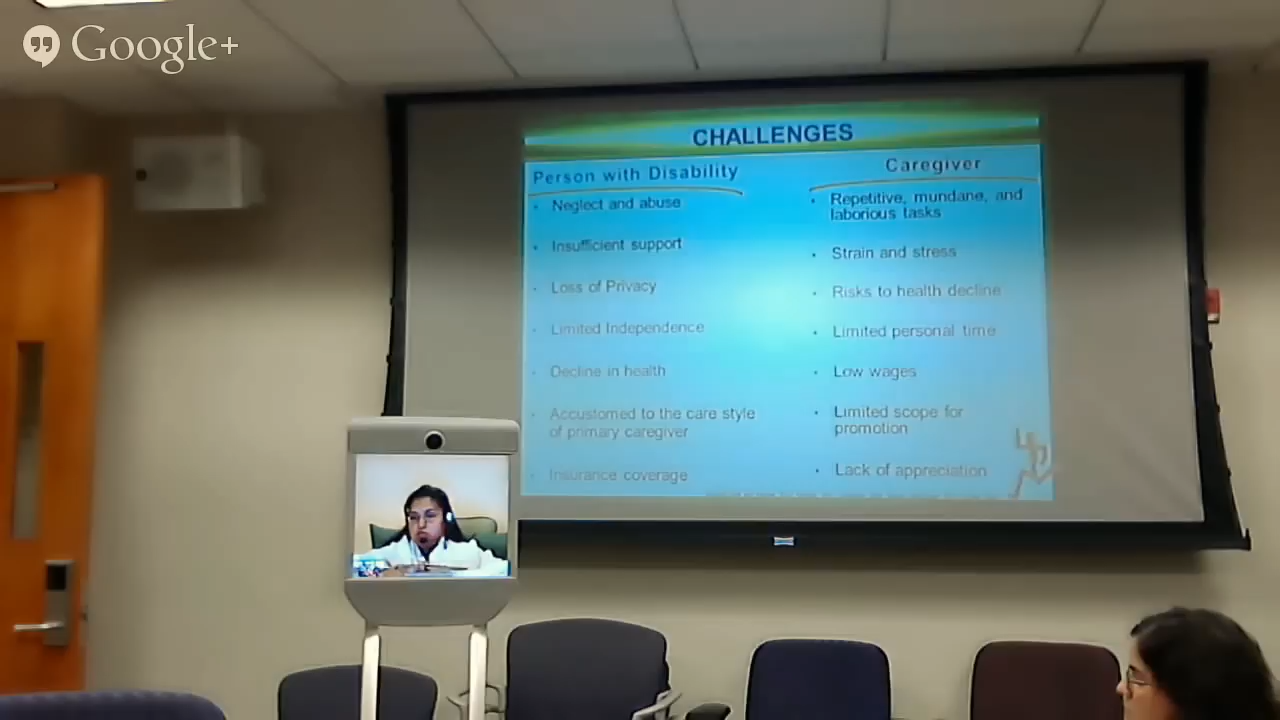 Google+
CHALLENGES
Person with Disability
• Neglect and abuse
• Insufficient support
• Loss of Privacy
• Limited Independence
• Decline in health
• Accustomed to the care style
of primary caregiver
• Insurance coverage
Caregiver
• Repetitive, mundane, and
laborious tasks
• Strain and stress
• Risks to health decline
• Limited personal time
• Low wages
• Limited scope for
promotion
• Lack of appreciation